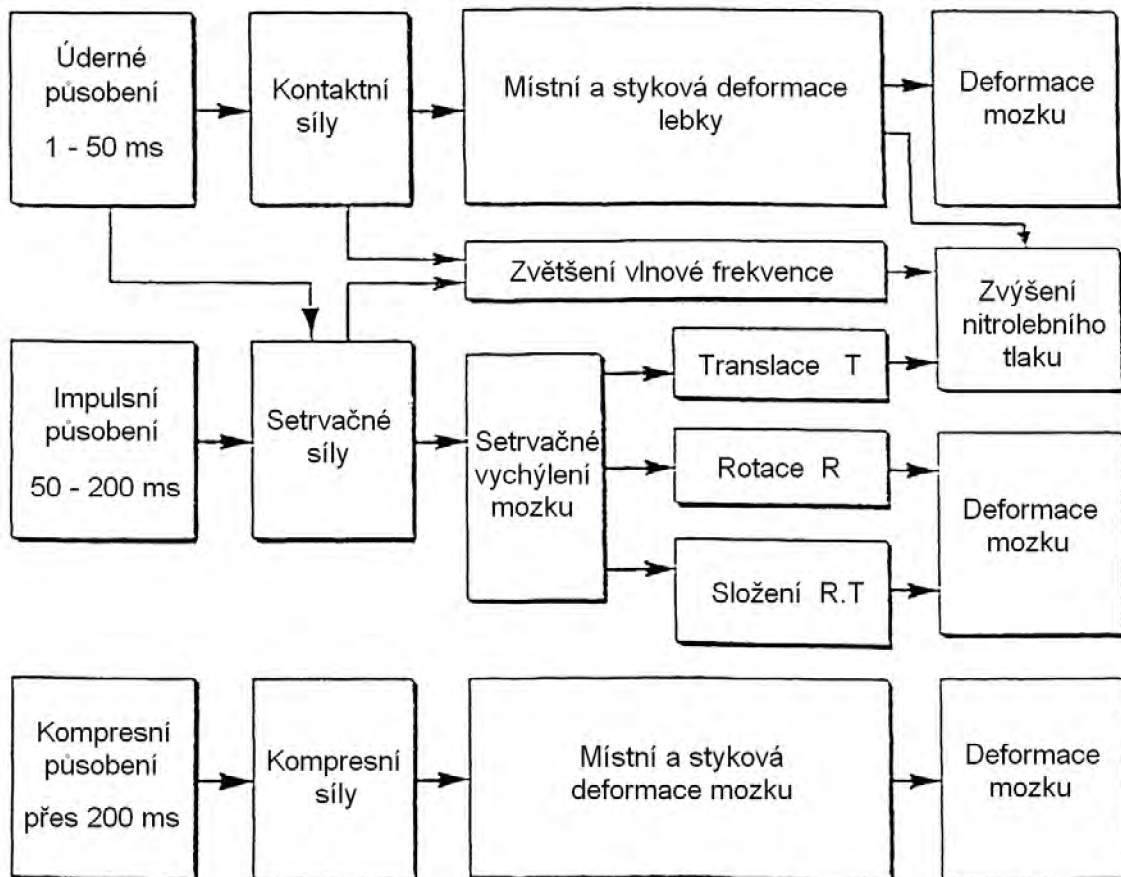 Úderné
působení
1 - 50 ms
Kontaktní
síly
Místní a styková deformace
lebky
Deformace
mozku
Zvětšení vlnové frekvence
Zvýšení
nitrolebního
tlaku
Impulsní
působení
50 - 200 ms
Setrvačné
síly
Setrvačné
vychýlení
mozku
Translace T
Rotace R
Složení R.T
Deformace
mozku
Kompresní
působení
přes 200 ms
Kompresní
síly
Místní a styková
deformace mozku
Deformace
mozku